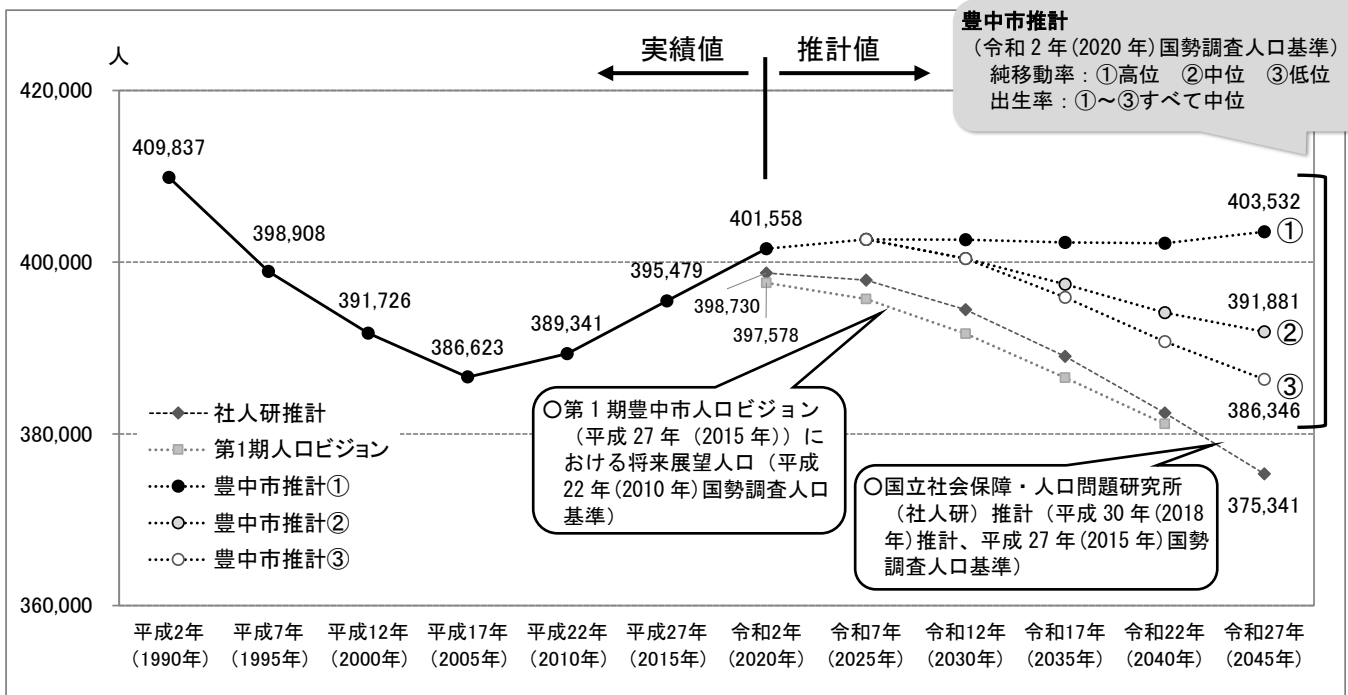 豊中市推計
（令和2年(2020年)国勢調査人口基準）
純移動率：①高位　②中位　③低位
出生率：①～③すべて中位
人
実績値
推計値
420,000
400,000
380,000
360,000
409,837
398,908
391,726
386,623
389,341
395,479
401,558
398,730
397,578
403,532
①
391,881
②
③
386,346
375,341
社人研推計
第1期人口ビジョン
豊中市推計①
豊中市推計②
豊中市推計③
○第1期豊中市人口ビジョン
（平成27年（2015年））に
おける将来展望人口（平成
22年(2010年)国勢調査人口
基準）
○国立社会保障・人口問題研究所
（社人研）推計（平成30年(2018
年)推計、平成27年(2015年)国勢
調査人口基準）
平成2年
（1990年）
平成7年
（1995年）
平成12年
（2000年）
平成17年
（2005年）
平成22年
（2010年）
平成27年
（2015年）
令和2年
（2020年）
令和7年
（2025年）
令和12年
（2030年）
令和17年
（2035年）
令和22年
（2040年）
令和27年
（2045年）